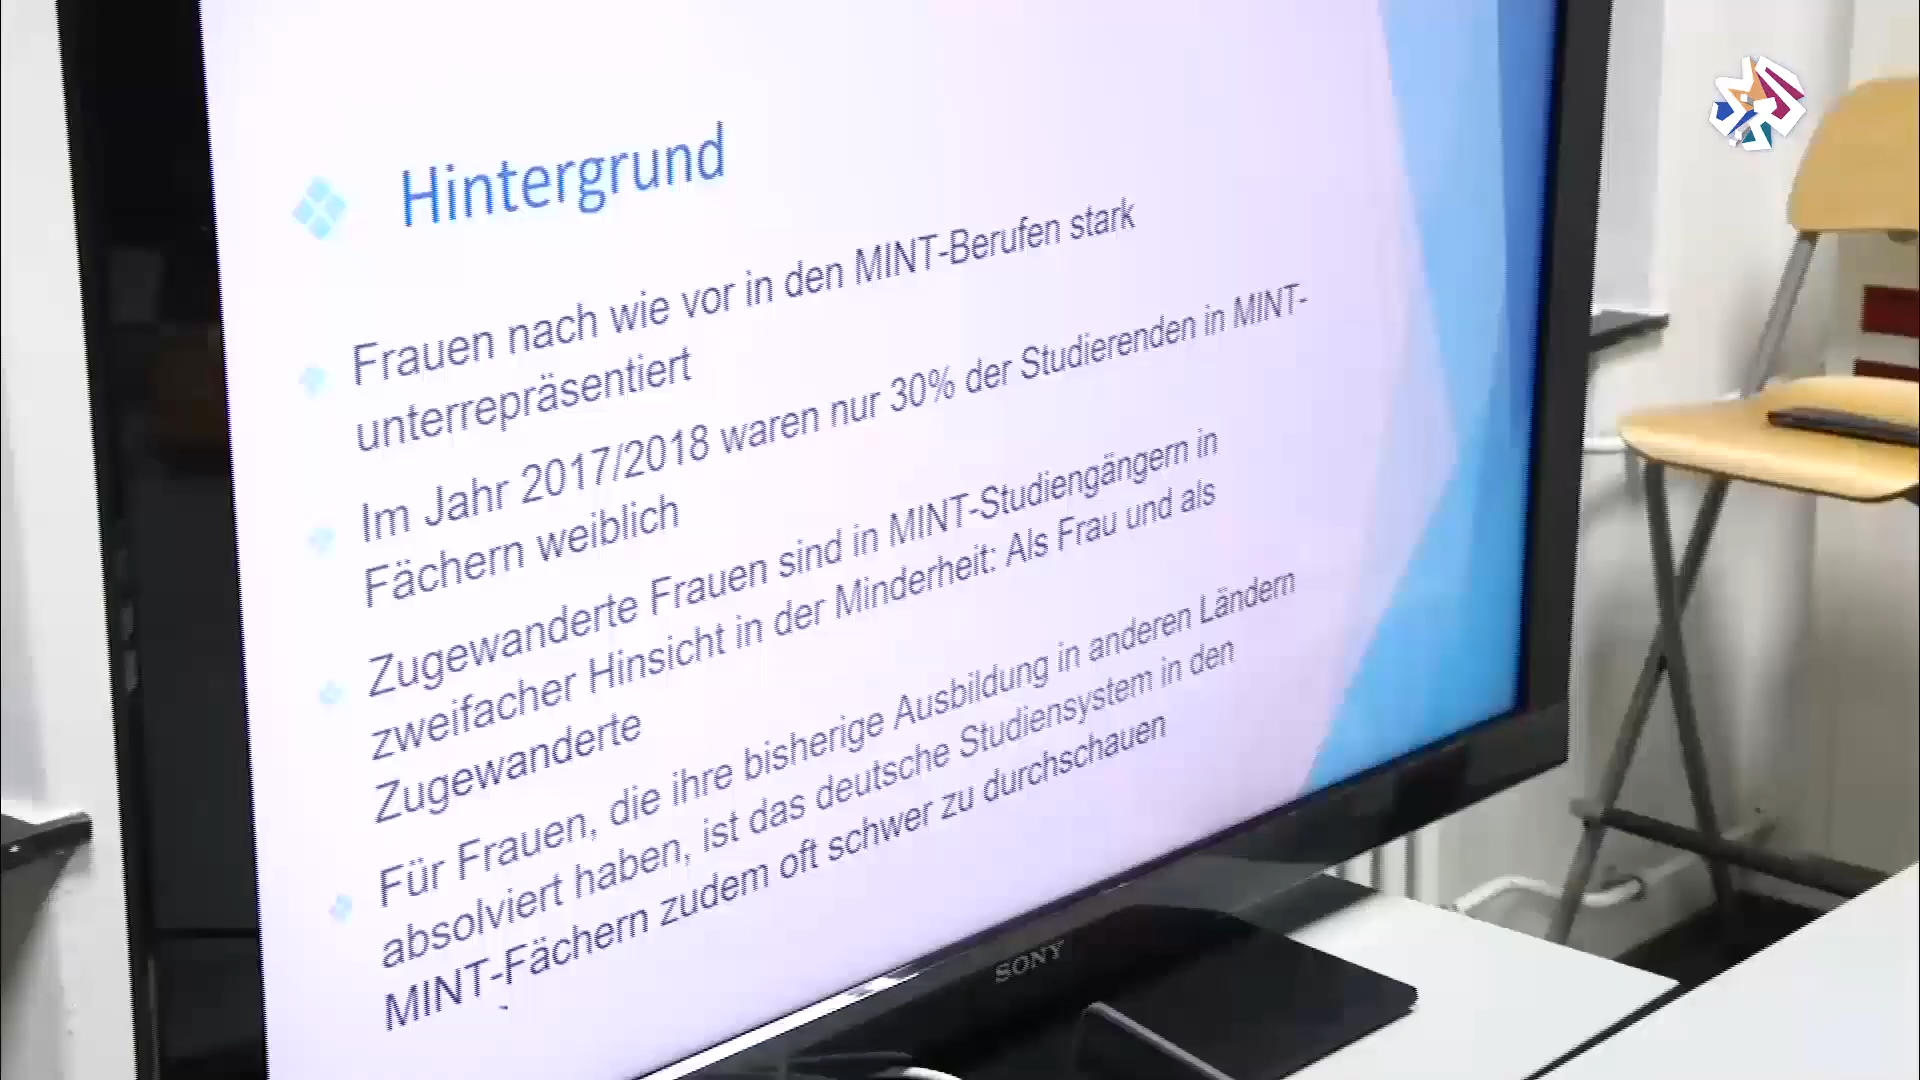 Hintergrund
Frauen nach wie vor in den MINT-Berufen stark
unterrepräsentiert
Im Jahr 2017/2018 waren nur 30% der Studierenden in MINT-
Fächern weiblich
Zugewanderte Frauen sind in MINT-Studiengängern in
zweifacher Hinsicht in der Minderheit: Als Frau und als
Zugewanderte
Für Frauen, die ihre bisherige Ausbildung in anderen Ländern
absolviert haben, ist das deutsche Studiensystem in den
MINT-Fächern zudem oft schwer zu durchschauen
SONY